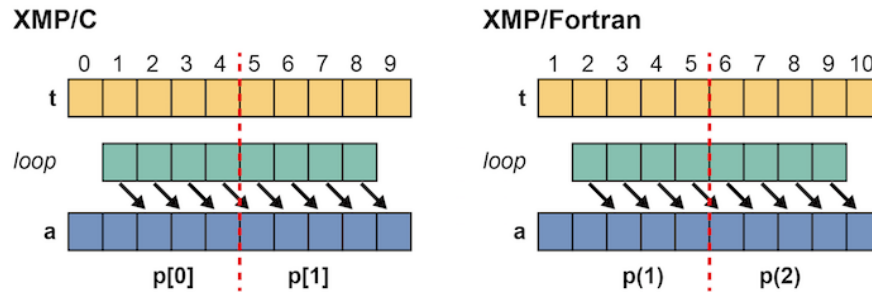 XMP/C
0 1 2 3 4 5 6 7 8 9
t
loop
a
p[0] p[1]
XMP/Fortran
1 2 3 4 5 6 7 8 9 10
t
loop
a
p(1) p(2)